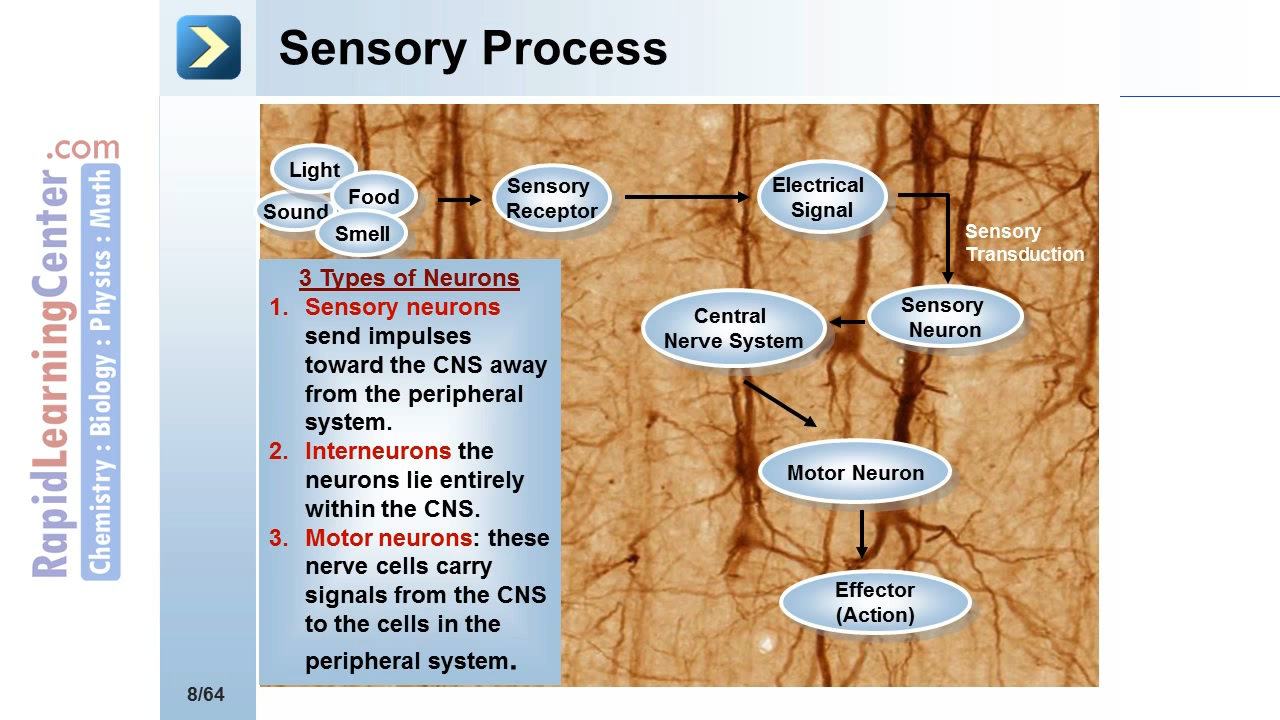 Sensory Process
RapidLearningCenter.com
Chemistry : Biology : Physics : Math
Light
Food
Sound
Smell
Sensory
Receptor
Electrical
Signal
Sensory
Transduction
Sensory
Neuron
Central
Nerve System
Motor Neuron
Effector
(Action)
3 Types of Neurons
1. Sensory neurons
send impulses
toward the CNS away
from the peripheral
system.
2. Interneurons the
neurons lie entirely
within the CNS.
3. Motor neurons: these
nerve cells carry
signals from the CNS
to the cells in the
peripheral system.
8/64